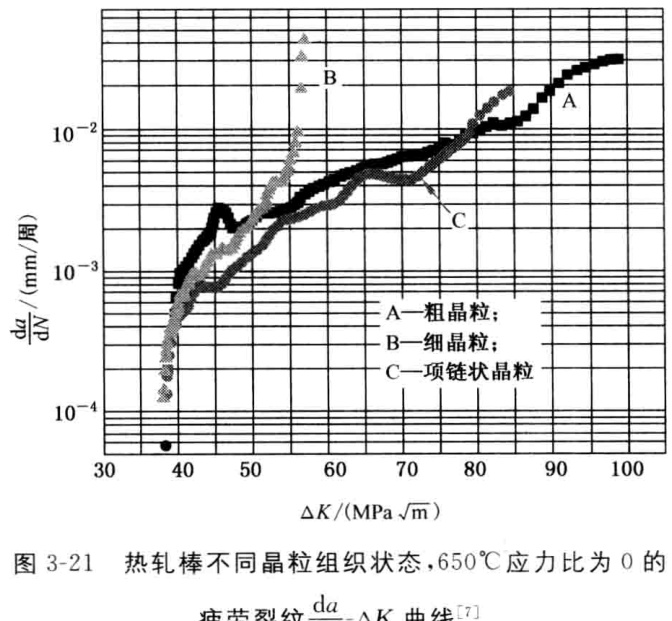 B
A
10⁻²
C
da/dN/(mm/周)
10⁻³
A—粗晶粒；
B—细晶粒；
C—项链状晶粒
10⁻⁴
30 40 50 60 70 80 90 100
ΔK/(MPa√m)
图 3-21 热轧棒不同晶粒组织状态,650℃应力比为 0 的
疲劳裂纹 da/dN-ΔK 曲线[7]